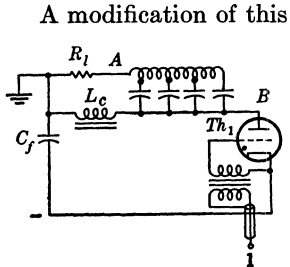 A modification of this
R_l A
L_c B
Th_1
C_f
−
1